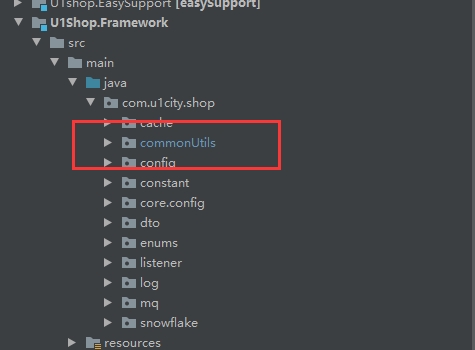 U1shop.EasySupport [easySupport]
U1Shop.Framework
src
main
java
com.u1city.shop
cache
commonUtils
config
constant
core.config
dto
enums
listener
log
mq
snowflake
resources